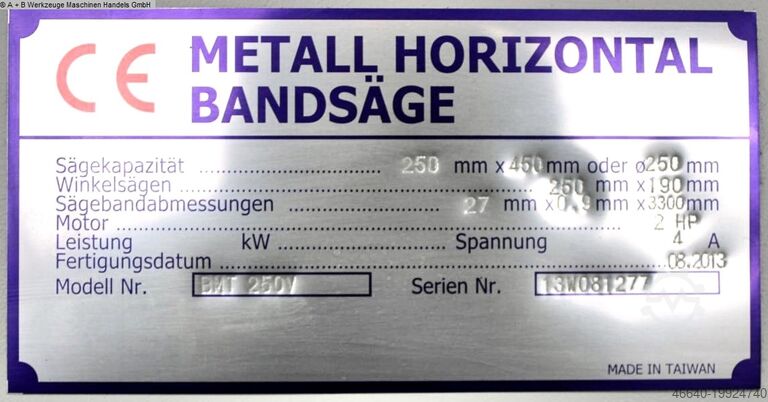 ® A + B Werkzeuge Maschinen Handels GmbH
CE METALL HORIZONTAL
BANDSÄGE
Sägekapazität ........................................ 250 mm x 450 mm oder ø250 mm
Winkelsägen ........................................ 250 mm x 190 mm
Sägebandabmessungen ........................ 27 mm x 0.9 mm x 3300 mm
Motor ........................................ 2 HP
Leistung kW ........................ Spannung 4 A
Fertigungsdatum ........................................ 08.2013
Modell Nr. BMT 250V Serien Nr. 13W081277
MADE IN TAIWAN
46640-19924740